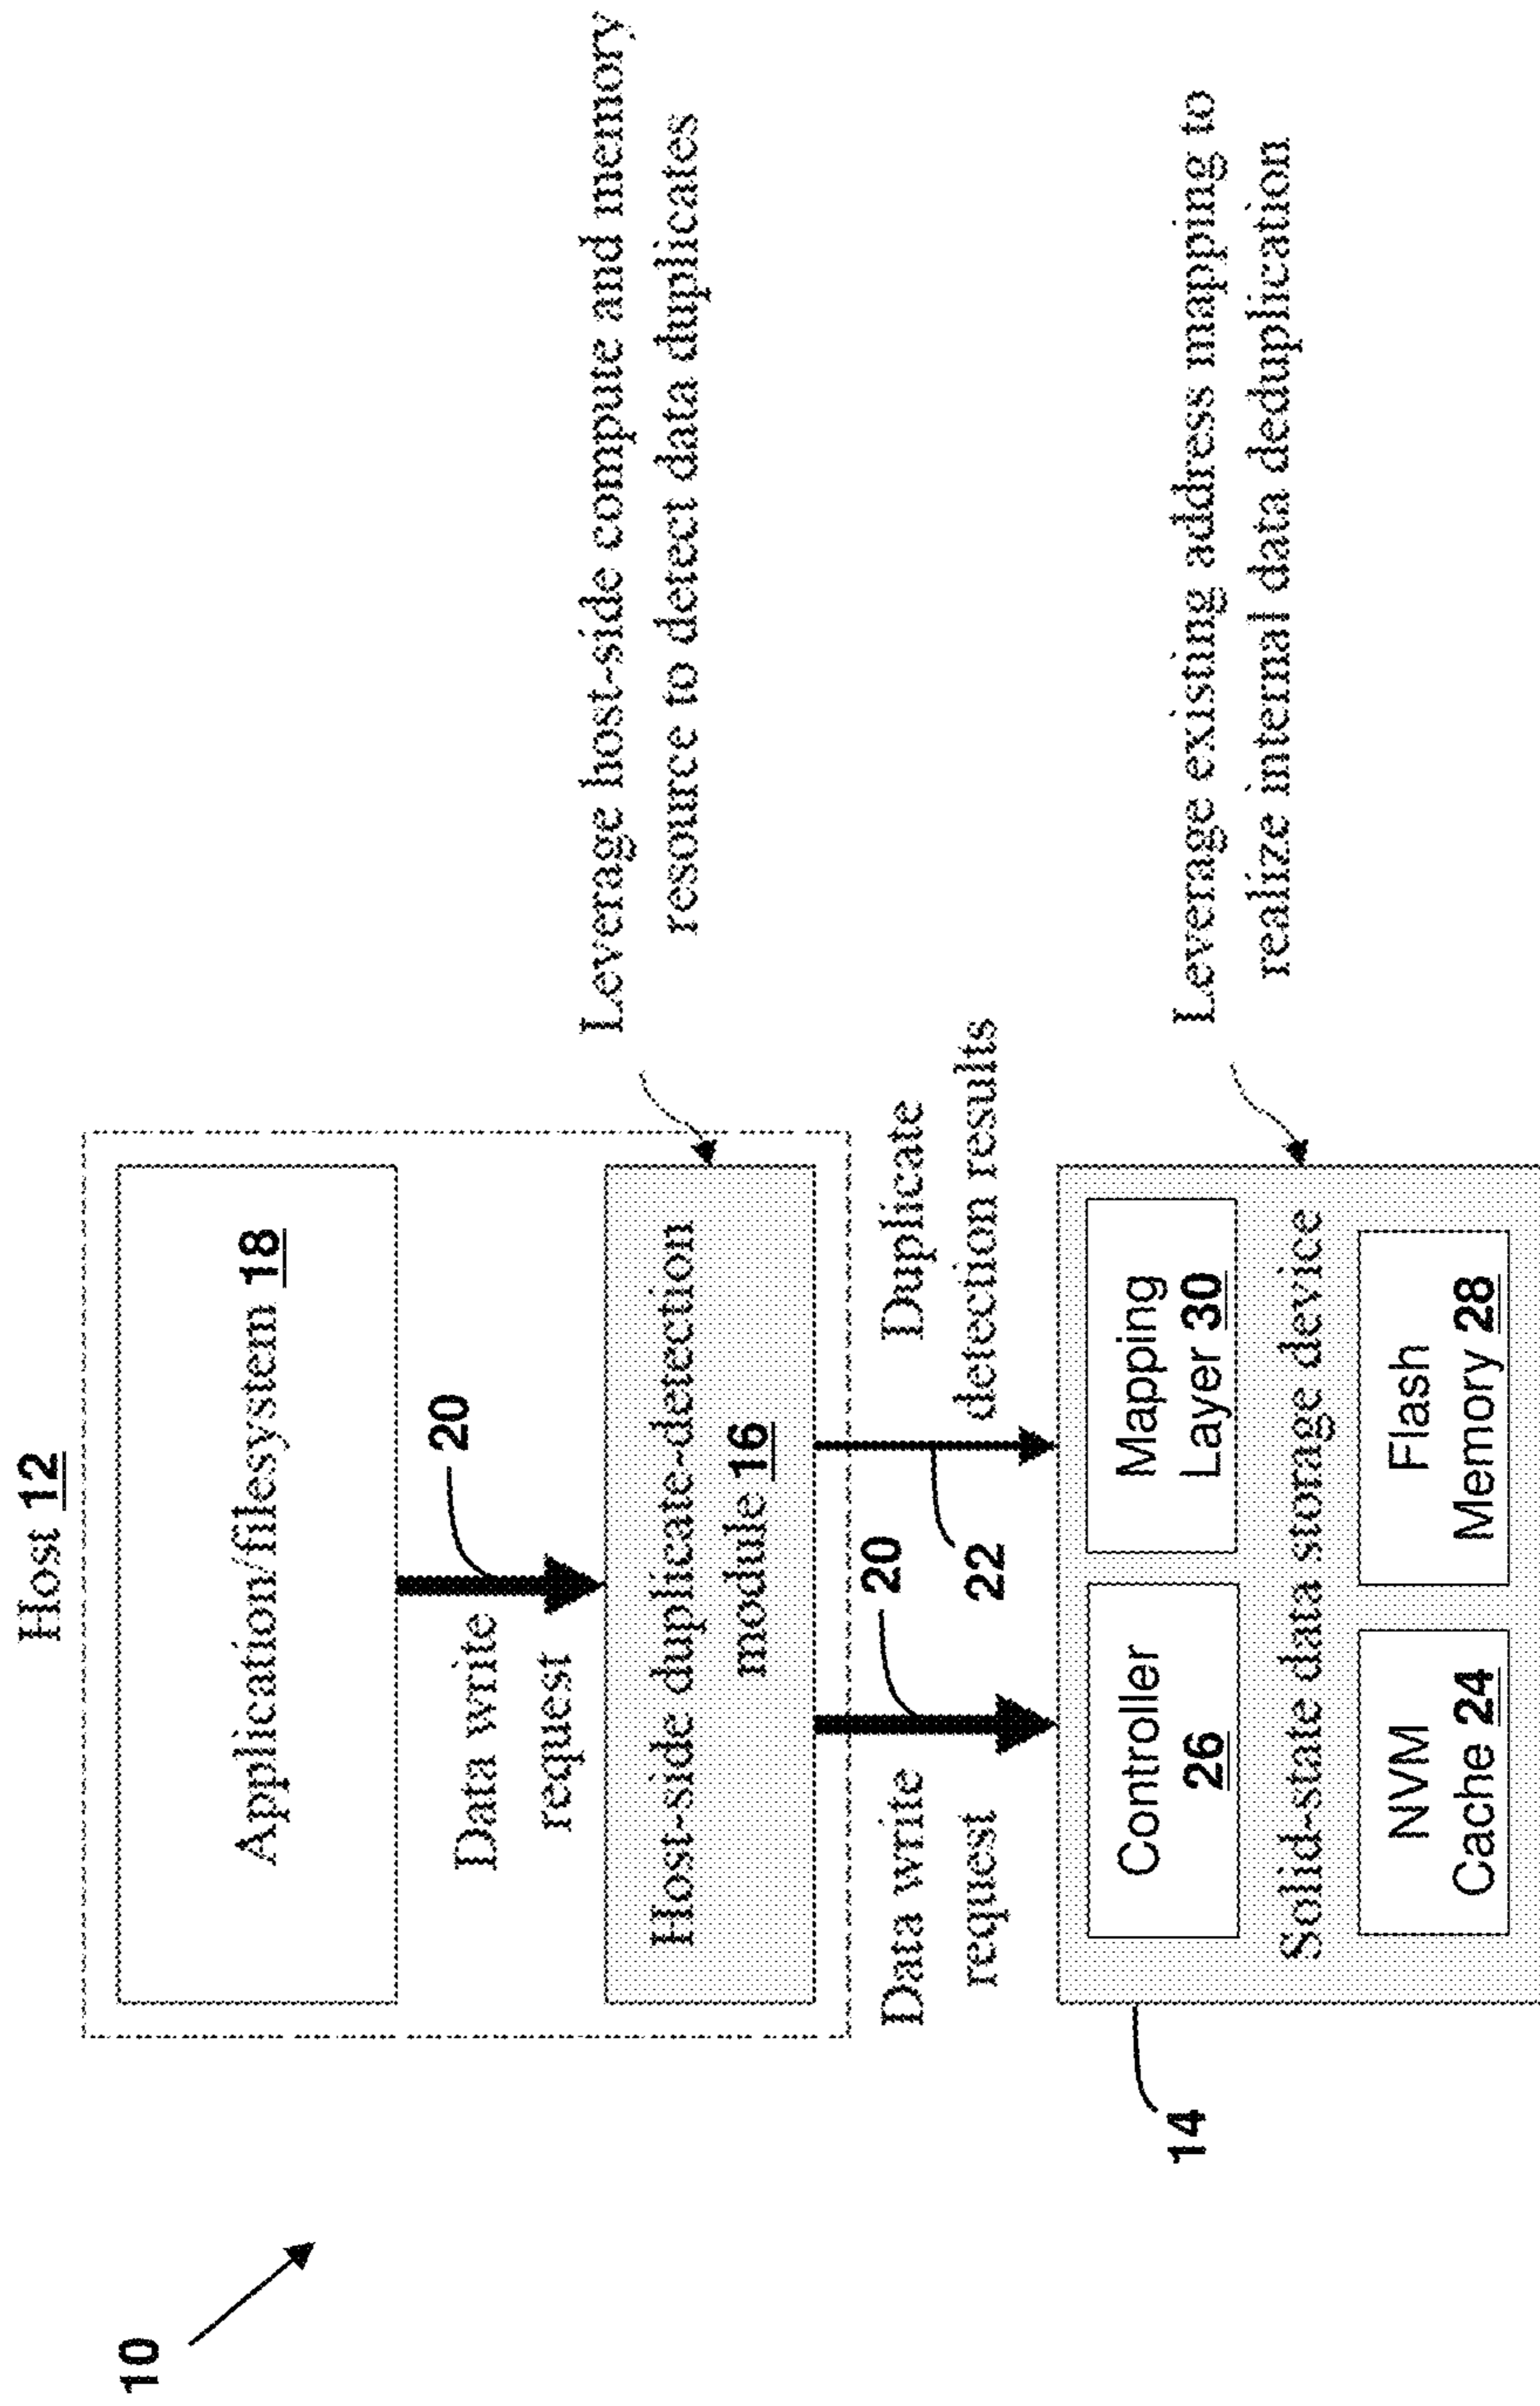 10
Host 12
Application/filesystem 18
Data write
request
20
Host-side duplicate-detection
module 16
Leverage host-side compute and memory
resource to detect data duplicates
Data write
request
20
22
Duplicate
detection results
14
Controller
26
Mapping
Layer 30
Solid-state data storage device
NVM
Cache 24
Flash
Memory 28
Leverage existing address mapping to
realize internal data deduplication